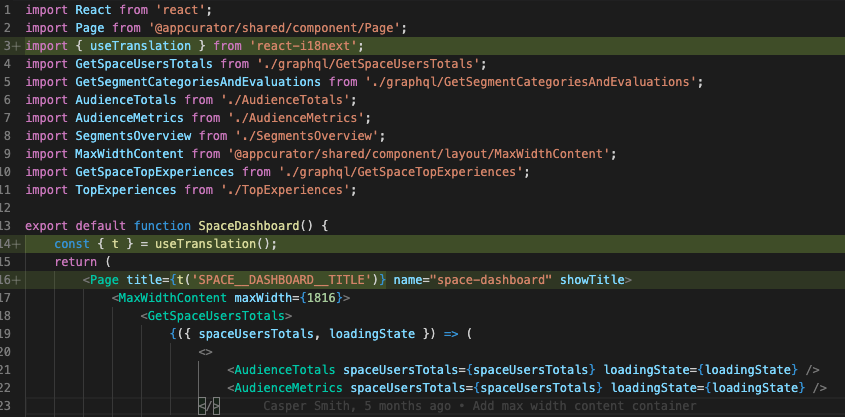 1 import React from 'react';
2 import Page from '@appcurator/shared/component/Page';
3+ import { useTranslation } from 'react-i18next';
4 import GetSpaceUsersTotals from './graphql/GetSpaceUsersTotals';
5 import GetSegmentCategoriesAndEvaluations from './graphql/GetSegmentCategoriesAndEvaluations';
6 import AudienceTotals from './AudienceTotals';
7 import AudienceMetrics from './AudienceMetrics';
8 import SegmentsOverview from './SegmentsOverview';
9 import MaxWidthContent from '@appcurator/shared/component/layout/MaxWidthContent';
10 import GetSpaceTopExperiences from './graphql/GetSpaceTopExperiences';
11 import TopExperiences from './TopExperiences';
12
13 export default function SpaceDashboard() {
14+ const { t } = useTranslation();
15 return (
16+ <Page title={t('SPACE__DASHBOARD__TITLE')} name="space-dashboard" showTitle>
17 <MaxWidthContent maxWidth={1816}>
18 <GetSpaceUsersTotals>
19 {({ spaceUsersTotals, loadingState }) => (
20 <>
21 <AudienceTotals spaceUsersTotals={spaceUsersTotals} loadingState={loadingState} />
22 <AudienceMetrics spaceUsersTotals={spaceUsersTotals} loadingState={loadingState} />
23 </> Casper Smith, 5 months ago • Add max width content container